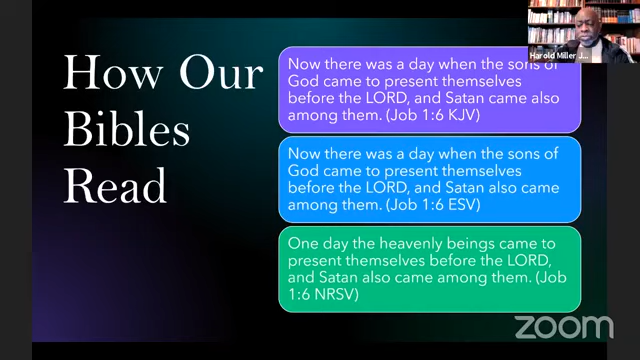 How Our
Bibles
Read
Harold Miller J...
Now there was a day when the sons of
God came to present themselves
before the LORD, and Satan came also
among them. (Job 1:6 KJV)
Now there was a day when the sons of
God came to present themselves
before the LORD, and Satan also came
among them. (Job 1:6 ESV)
One day the heavenly beings came to
present themselves before the LORD,
and Satan also came among them. (Job
1:6 NRSV)
zoom